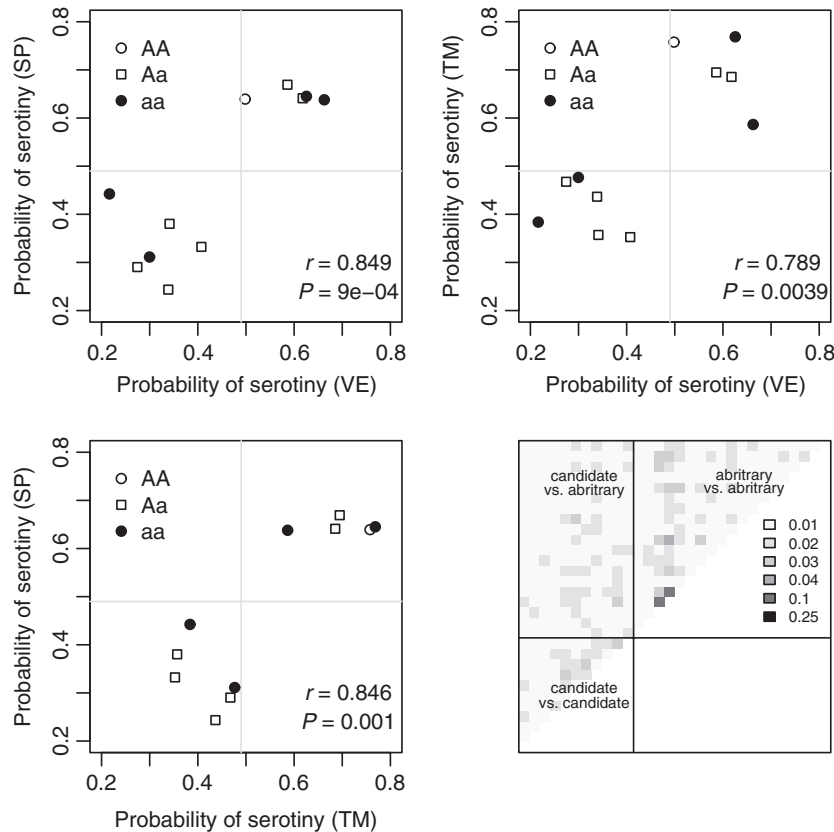 Probability of serotiny (SP)
0.8
0.6
0.4
0.2
AA
Aa
aa
r = 0.849
P = 9e−04
0.2 0.4 0.6 0.8
Probability of serotiny (VE)
Probability of serotiny (TM)
0.8
0.6
0.4
0.2
AA
Aa
aa
r = 0.789
P = 0.0039
0.2 0.4 0.6 0.8
Probability of serotiny (VE)
Probability of serotiny (SP)
0.8
0.6
0.4
0.2
AA
Aa
aa
r = 0.846
P = 0.001
0.2 0.4 0.6 0.8
Probability of serotiny (TM)
candidate
vs. abritrary
abritrary
vs. abritrary
0.01
0.02
0.03
0.04
0.1
0.25
candidate
vs. candidate